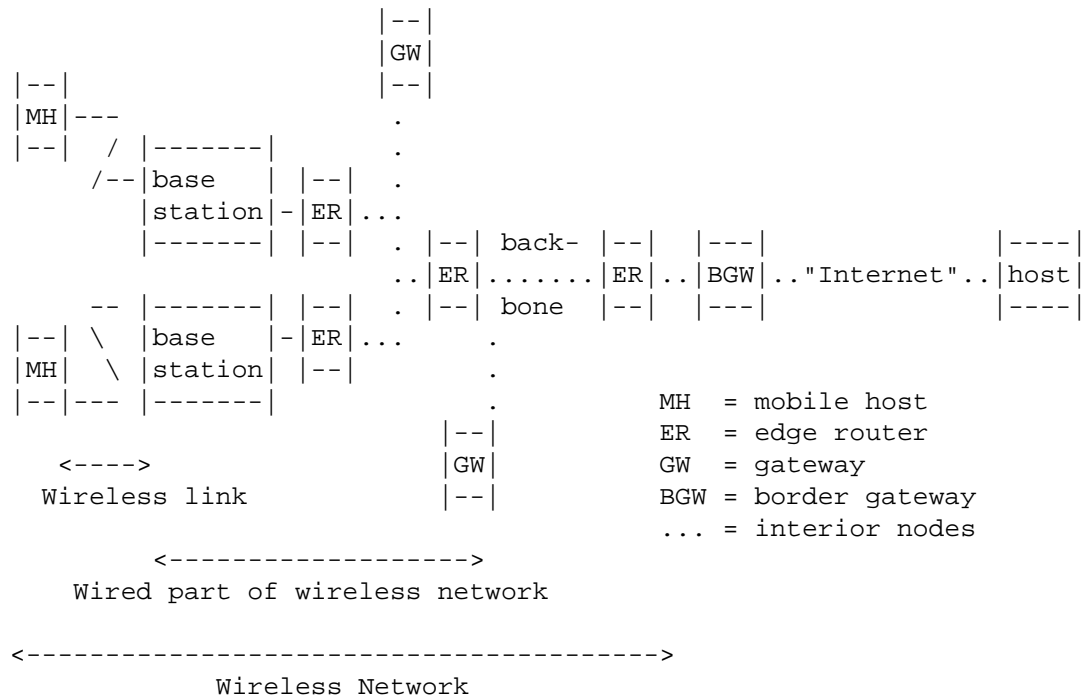 |--|
                           |GW|
|--|                       |--|
|MH|---                     .
|--|  / |-------|           .
     /--|base   | |--|      .
        |station|-|ER|...
        |-------| |--|      . |--| back- |--| |---|             |----|
                           ..|ER|.......|ER|..|BGW|.."Internet"..|host|
     -- |-------| |--|      . |--| bone  |--| |---|             |----|
|--| \  |base   |-|ER|...        .
|MH|  \ |station| |--|           .
|--|--- |-------|                .          MH  = mobile host
                              |--|          ER  = edge router
  <---->                      |GW|          GW  = gateway
 Wireless link                |--|          BGW = border gateway
                                            ... = interior nodes
        <------------------->
   Wired part of wireless network

<---------------------------------------->
           Wireless Network